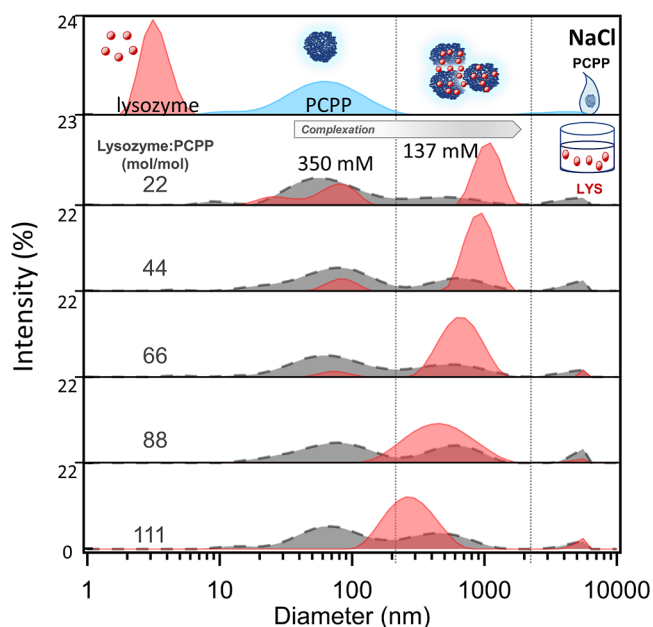 24
NaCl
PCPP
lysozyme
PCPP
23
Complexation
Lysozyme:PCPP
(mol/mol)
350 mM
137 mM
LYS
22
22
44
22
66
22
88
22
111
0
Intensity (%)
1
10
100
1000
10000
Diameter (nm)